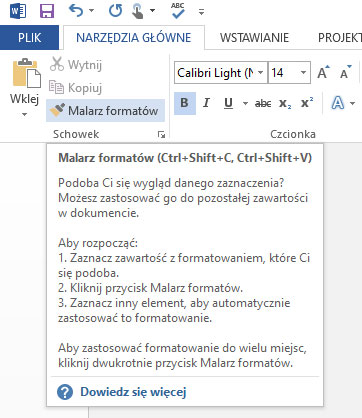 ABC
PLIK NARZĘDZIA GŁÓWNE WSTAWIANIE PROJEKT
Wklej
Wytnij
Kopiuj
Malarz formatów
Schowek
Calibri Light (N 14 A A
B I U abc x₂ x² A
Czcionka
Malarz formatów (Ctrl+Shift+C, Ctrl+Shift+V)
Podoba Ci się wygląd danego zaznaczenia?
Możesz zastosować go do pozostałej zawartości
w dokumencie.
Aby rozpocząć:
1. Zaznacz zawartość z formatowaniem, które Ci
się podoba.
2. Kliknij przycisk Malarz formatów.
3. Zaznacz inny element, aby automatycznie
zastosować to formatowanie.
Aby zastosować formatowanie do wielu miejsc,
kliknij dwukrotnie przycisk Malarz formatów.
? Dowiedz się więcej